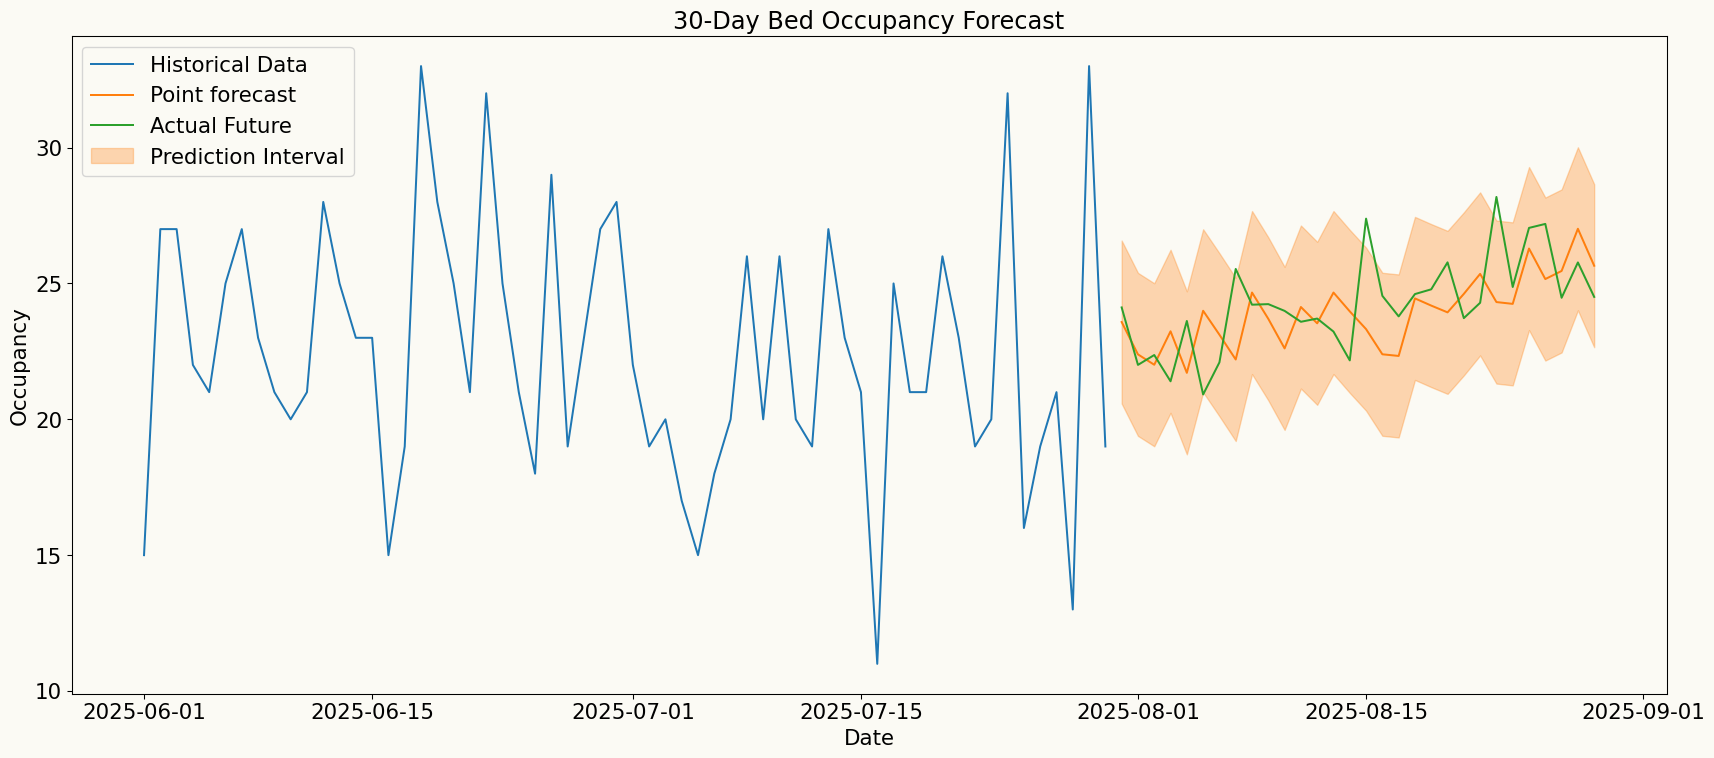 30-Day Bed Occupancy Forecast
Historical Data
Point forecast
Actual Future
Prediction Interval
Occupancy
30
25
20
15
10
2025-06-01
2025-06-15
2025-07-01
2025-07-15
2025-08-01
2025-08-15
2025-09-01
Date